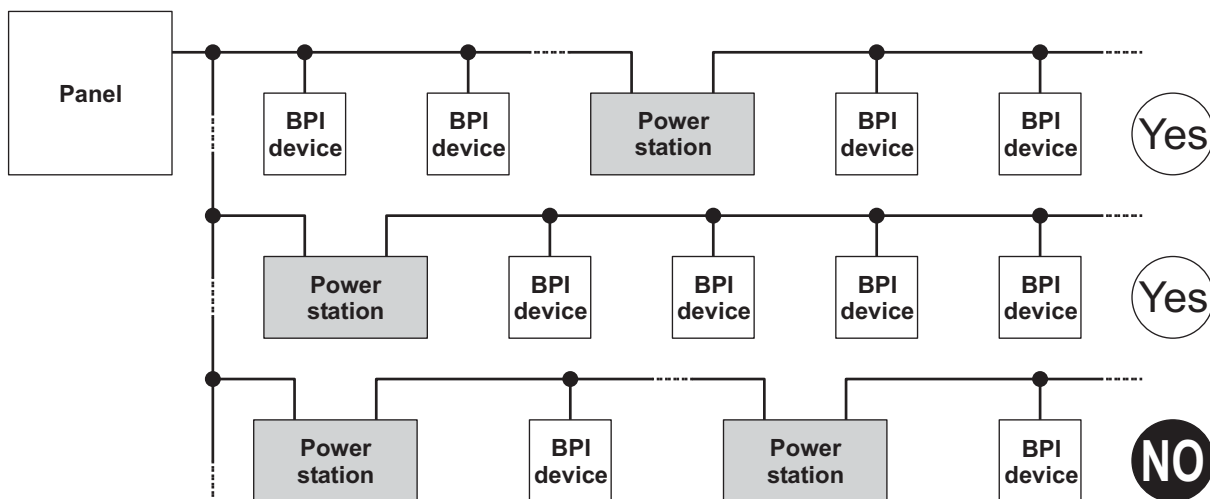 Panel
BPI
device
BPI
device
Power
station
BPI
device
BPI
device
Yes
Power
station
BPI
device
BPI
device
BPI
device
BPI
device
Yes
Power
station
BPI
device
Power
station
BPI
device
NO